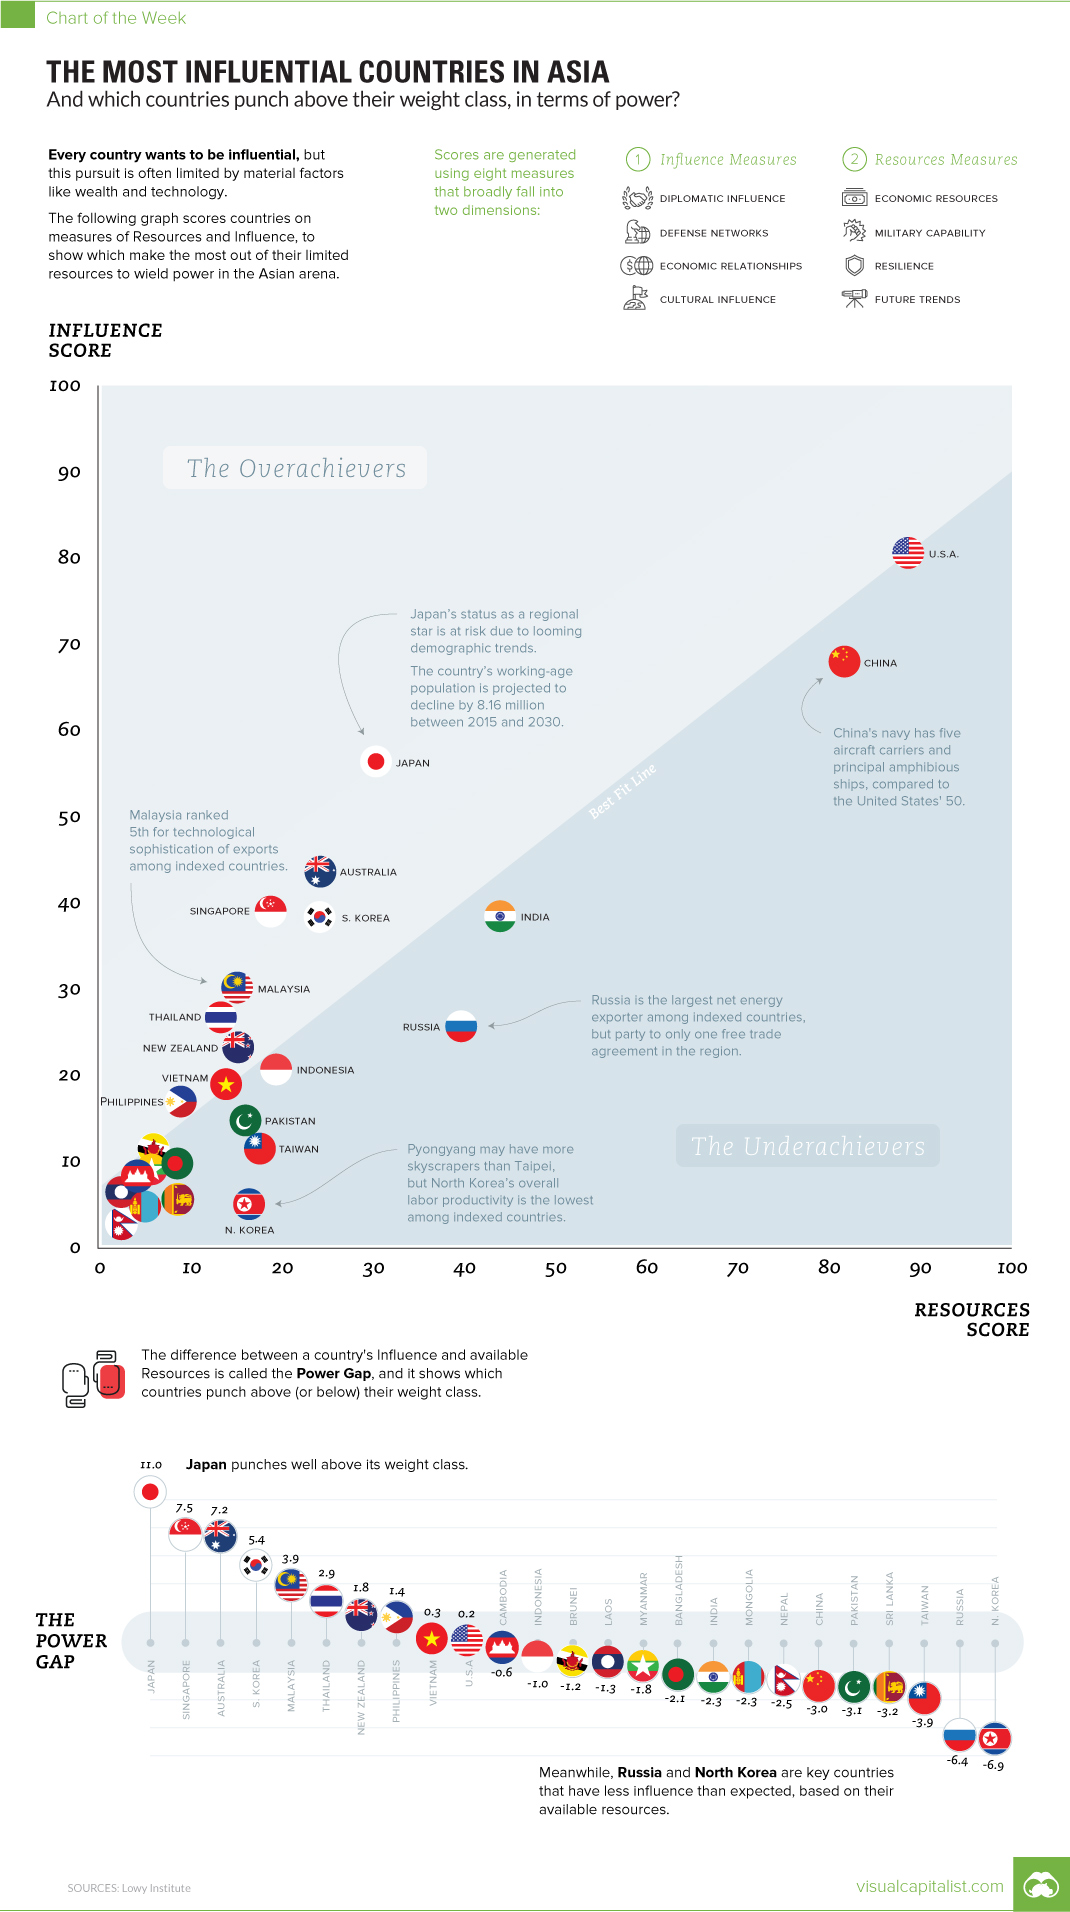 Chart of the Week
THE MOST INFLUENTIAL COUNTRIES IN ASIA
And which countries punch above their weight class, in terms of power?
Every country wants to be influential, but
this pursuit is often limited by material factors
like wealth and technology.
The following graph scores countries on
measures of Resources and Influence, to
show which make the most out of their limited
resources to wield power in the Asian arena.
Scores are generated
using eight measures
that broadly fall into
two dimensions:
1 Influence Measures
DIPLOMATIC INFLUENCE
DEFENSE NETWORKS
ECONOMIC RELATIONSHIPS
CULTURAL INFLUENCE
2 Resources Measures
ECONOMIC RESOURCES
MILITARY CAPABILITY
RESILIENCE
FUTURE TRENDS
INFLUENCE
SCORE
100
90
80
70
60
50
40
30
20
10
0
The Overachievers
U.S.A.
Japan's status as a regional
star is at risk due to looming
demographic trends.
The country's working-age
population is projected to
decline by 8.16 million
between 2015 and 2030.
CHINA
China's navy has five
aircraft carriers and
principal amphibious
ships, compared to
the United States' 50.
JAPAN
Best Fit Line
Malaysia ranked
5th for technological
sophistication of exports
among indexed countries.
AUSTRALIA
SINGAPORE
S. KOREA
INDIA
MALAYSIA
THAILAND
RUSSIA
Russia is the largest net energy
exporter among indexed countries,
but party to only one free trade
agreement in the region.
NEW ZEALAND
INDONESIA
VIETNAM
PHILIPPINES
PAKISTAN
TAIWAN
The Underachievers
Pyongyang may have more
skyscrapers than Taipei,
but North Korea's overall
labor productivity is the lowest
among indexed countries.
N. KOREA
0 10 20 30 40 50 60 70 80 90 100
RESOURCES
SCORE
The difference between a country's Influence and available
Resources is called the Power Gap, and it shows which
countries punch above (or below) their weight class.
11.0
Japan punches well above its weight class.
7.5
7.2
5.4
3.9
2.9
1.8
1.4
0.3
0.2
THE
POWER
GAP
JAPAN
SINGAPORE
AUSTRALIA
S. KOREA
MALAYSIA
THAILAND
NEW ZEALAND
PHILIPPINES
VIETNAM
U.S.A
CAMBODIA
INDONESIA
BRUNEI
LAOS
MYANMAR
BANGLADESH
INDIA
MONGOLIA
NEPAL
CHINA
PAKISTAN
SRI LANKA
TAIWAN
RUSSIA
N. KOREA
-0.6
-1.0
-1.2
-1.3
-1.8
-2.1
-2.3
-2.3
-2.5
-3.0
-3.1
-3.2
-3.9
-6.4
-6.9
Meanwhile, Russia and North Korea are key countries
that have less influence than expected, based on their
available resources.
SOURCES: Lowy Institute
visualcapitalist.com